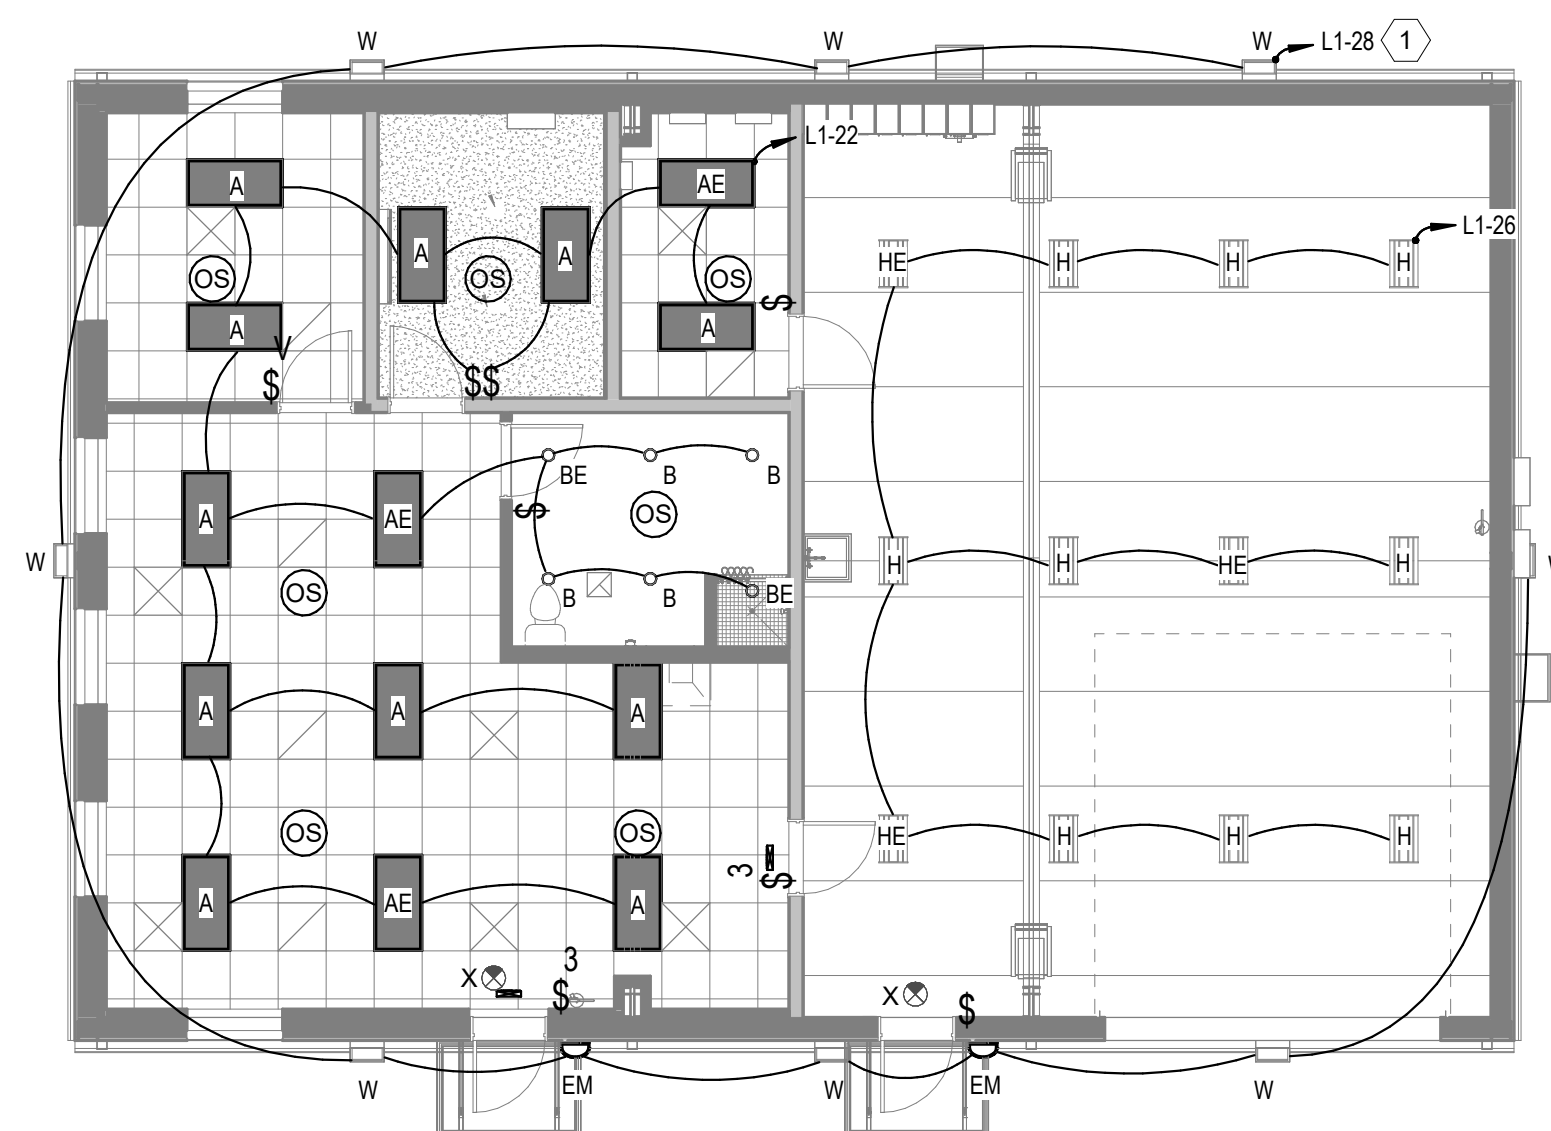 W W W L1-28 1
A AE L1-22
A A
HE H H H L1-26
OS OS OS $
A V A
$ $$
BE B B
A AE $ OS
W H H HE H
OS B B BE
A A A
OS OS HE H H H
3
A AE A $
X 3
$ X $
W EM W EM W